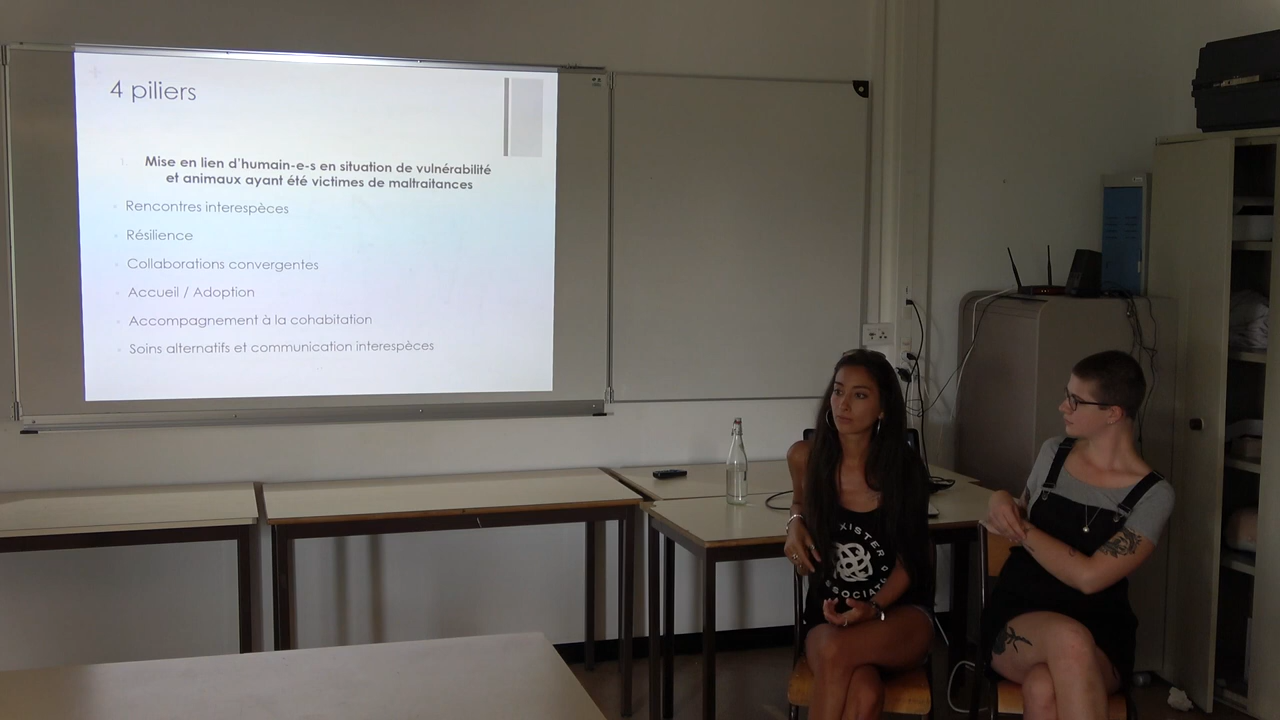 4 piliers
1. Mise en lien d'humain-e-s en situation de vulnérabilité
et animaux ayant été victimes de maltraitances
Rencontres interespèces
Résilience
Collaborations convergentes
Accueil / Adoption
Accompagnement à la cohabitation
Soins alternatifs et communication interespèces